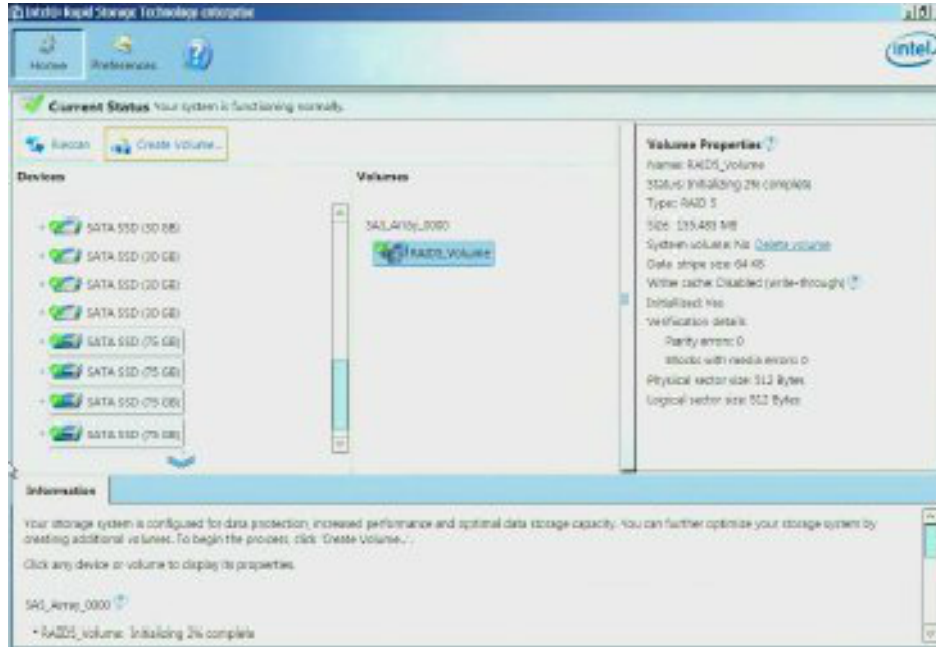 Intel® Rapid Storage Technology enterprise
Home
Preferences
intel
Current Status Your system is functioning normally.
Rescan
Create Volume...
Devices
SATA SSD (20 GB)
SATA SSD (20 GB)
SATA SSD (20 GB)
SATA SSD (75 GB)
SATA SSD (75 GB)
SATA SSD (75 GB)
SATA SSD (75 GB)
Volumes
SAS_Array_0000
RAID5_Volume
Volume Properties
Name: RAID5_Volume
Status: Initializing 2% complete
Type: RAID 5
System volume: No Delete volume
Data stripe size: 64 KB
Write cache: Disabled (write-through)
Initialized: Yes
Verification details
Parity errors: 0
Blocks with media errors: 0
Physical sector size: 512 Bytes
Logical sector size: 512 Bytes
Information
Your storage system is configured for data protection, increased performance and optimal data storage capacity. You can further optimize your storage system by
creating additional volumes. To begin the process, click 'Create Volume...'.
Click any device or volume to display its properties.
SAS_Array_0000
• RAID5_Volume: Initializing 2% complete